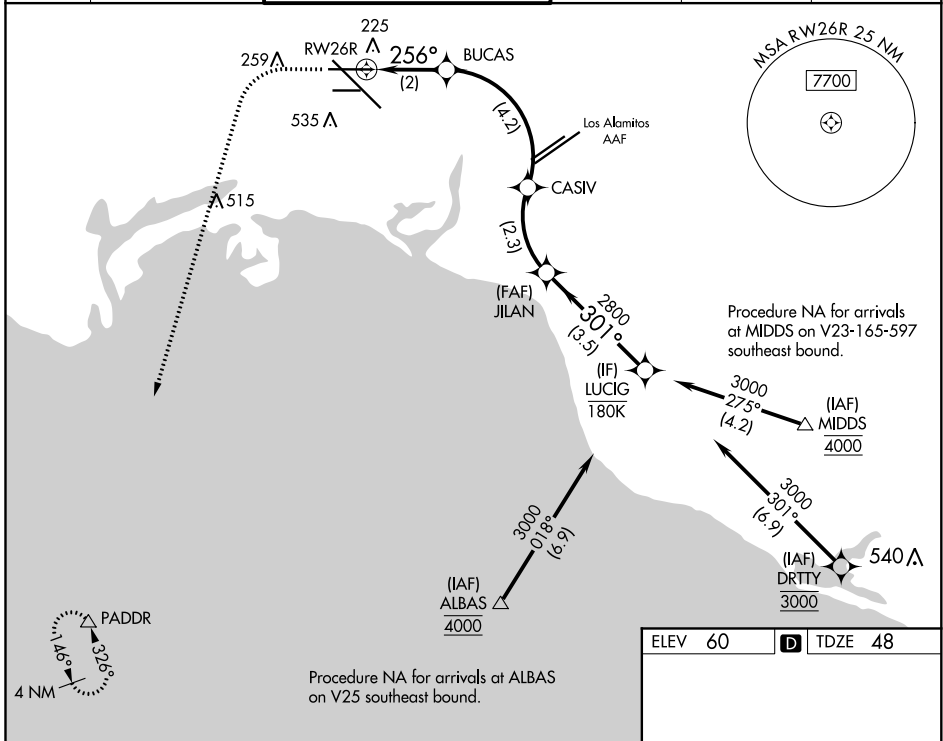 225
RW26R
256°
(2)
BUCAS
259
535
(4.2)
Los Alamitos
AAF
CASIV
515
(2.3)
(FAF)
JILAN
2800
301°
(3.5)
(IF)
LUCIG
180K
MSA RW26R 25 NM
7700
Procedure NA for arrivals
at MIDDS on V23-165-597
southeast bound.
3000
275°
(4.2)
(IAF)
MIDDS
4000
3000
301°
(6.9)
(IAF)
DRTTY
3000
540
3000
018°
(6.9)
(IAF)
ALBAS
4000
PADDR
146°
326°
4 NM
Procedure NA for arrivals at ALBAS
on V25 southeast bound.
ELEV 60 D TDZE 48